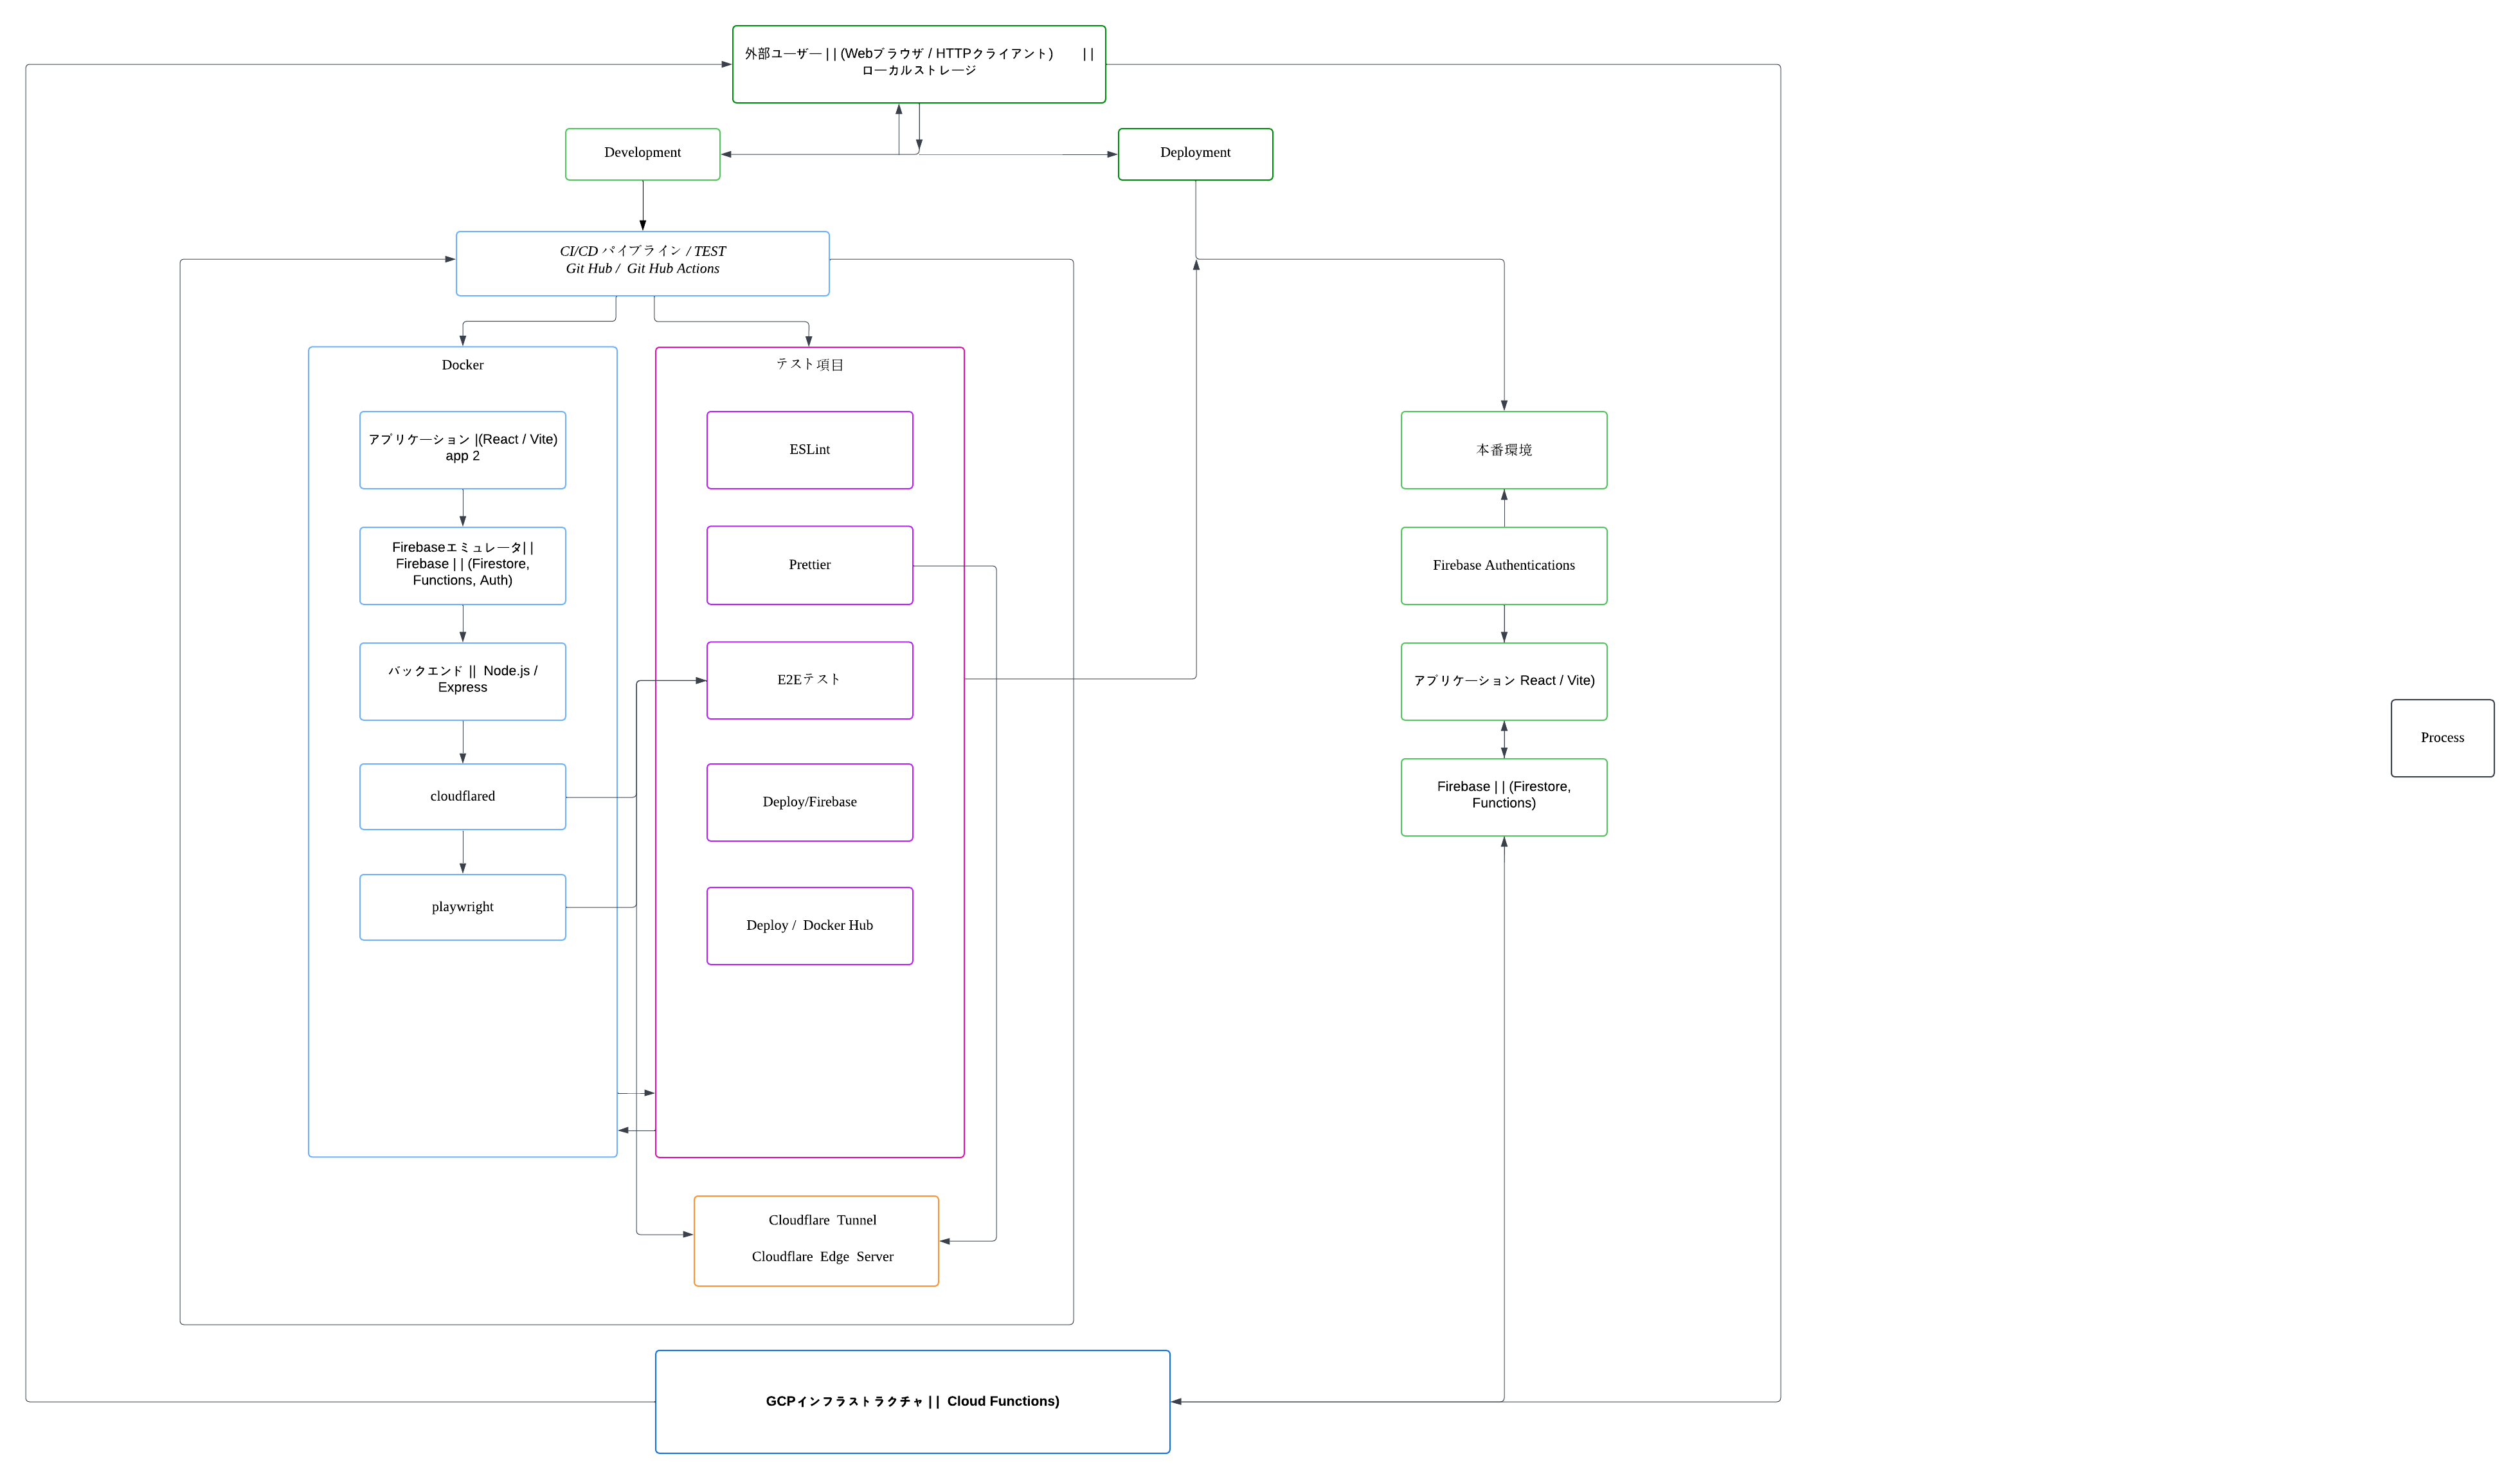 外部ユーザー | | (Webブラウザ / HTTPクライアント) | |
ローカルストレージ
Development
Deployment
CI/CD パイプライン / TEST
Git Hub / Git Hub Actions
Docker
アプリケーション |(React / Vite)
app 2
Firebaseエミュレータ| |
Firebase | | (Firestore,
Functions, Auth)
バックエンド || Node.js /
Express
cloudflared
playwright
テスト項目
ESLint
Prettier
E2Eテスト
Deploy/Firebase
Deploy / Docker Hub
Cloudflare Tunnel
Cloudflare Edge Server
本番環境
Firebase Authentications
アプリケーション React / Vite)
Firebase | | (Firestore,
Functions)
Process
GCPインフラストラクチャ | | Cloud Functions)